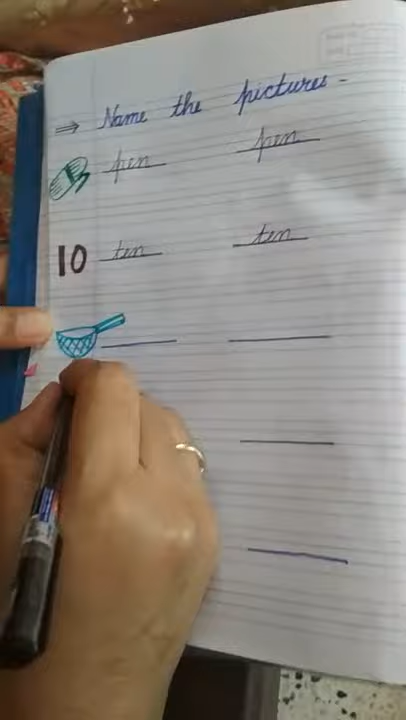 ⇒ Name the pictures -
pen pen
10 ten ten